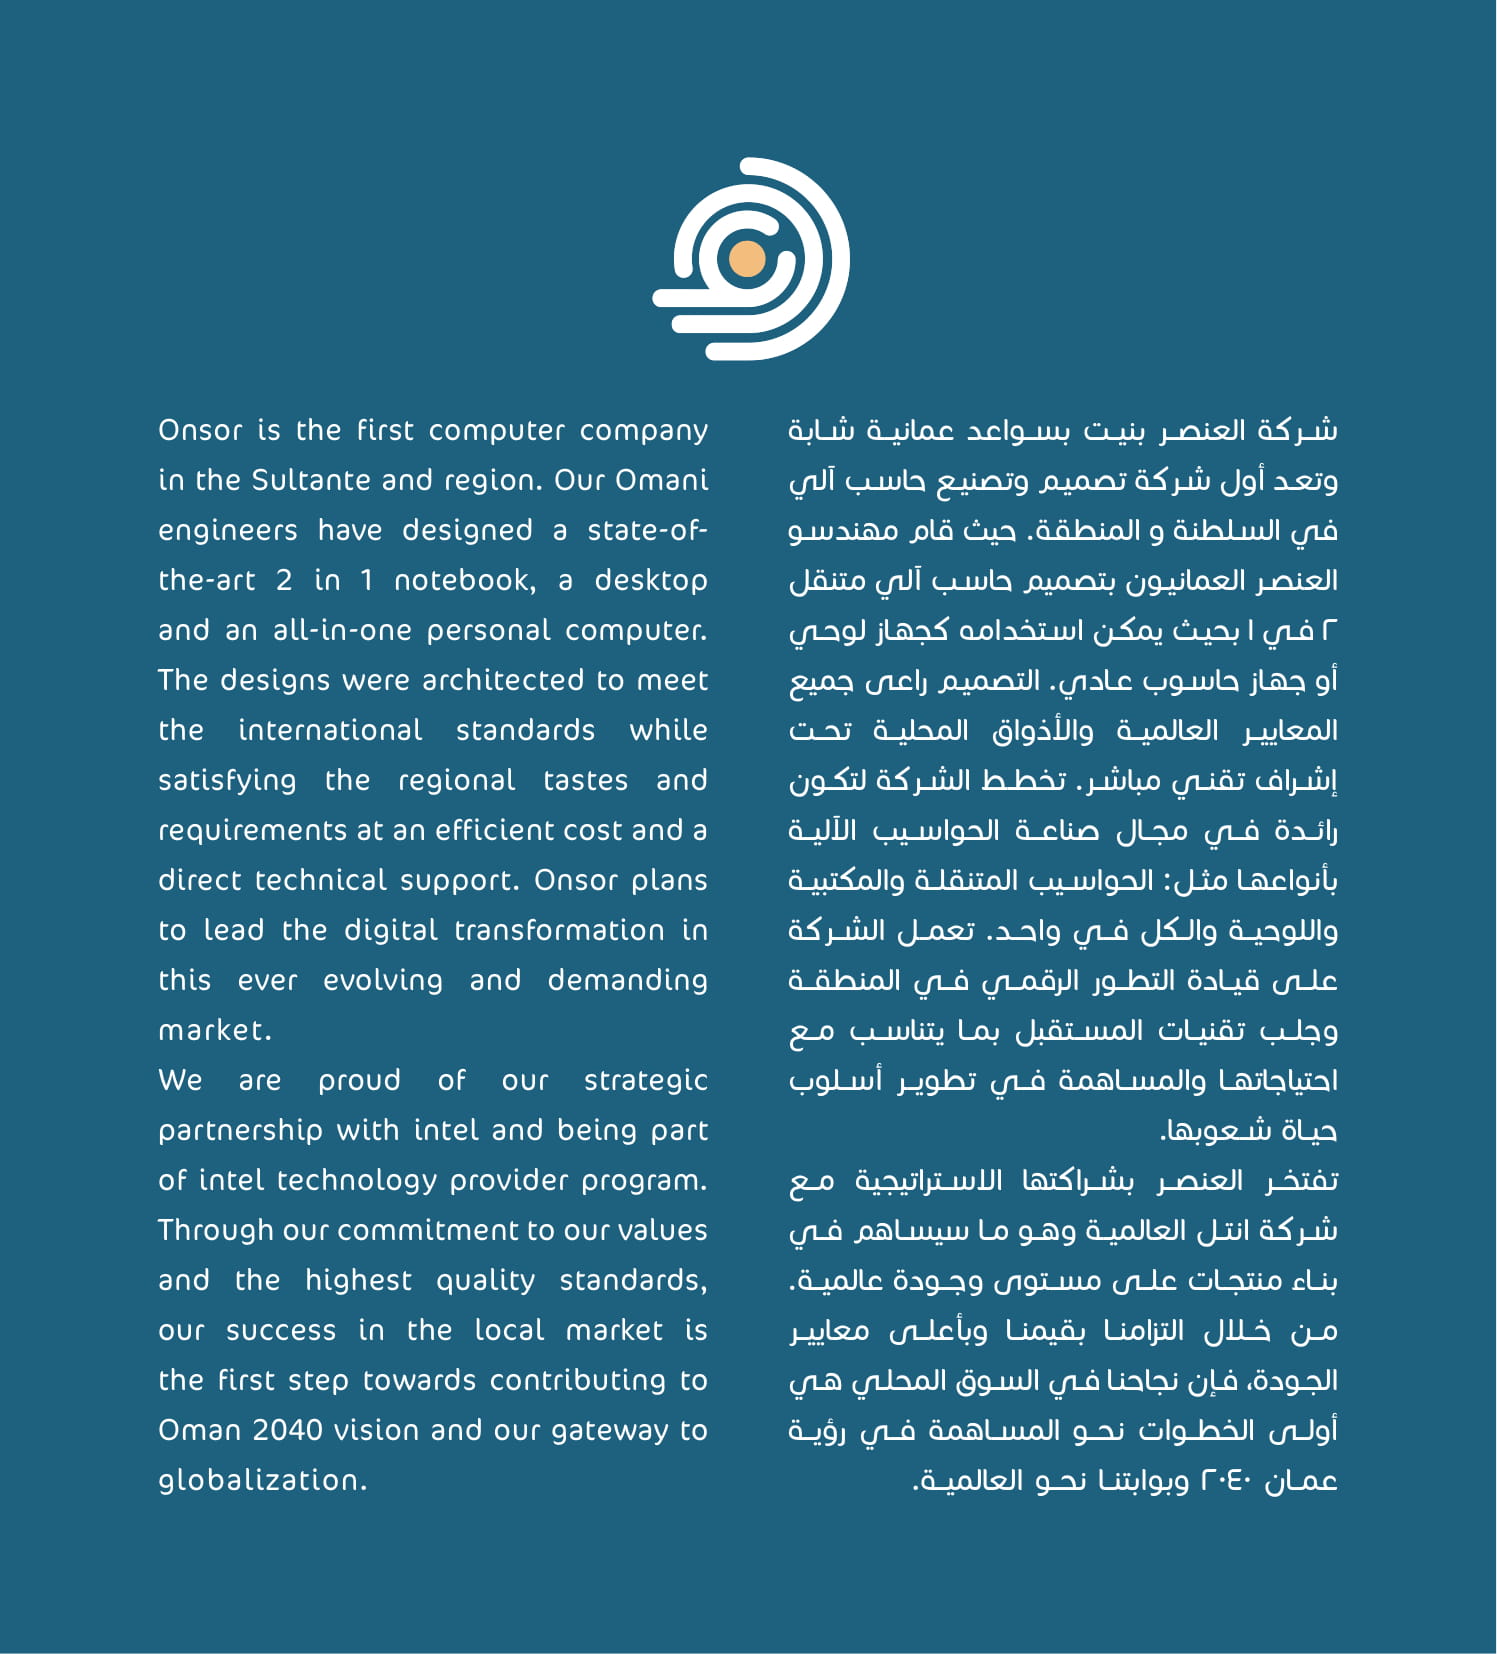 Onsor is the first computer company
in the Sultante and region. Our Omani
engineers have designed a state-of-
the-art 2 in 1 notebook, a desktop
and an all-in-one personal computer.
The designs were architected to meet
the international standards while
satisfying the regional tastes and
requirements at an efficient cost and a
direct technical support. Onsor plans
to lead the digital transformation in
this ever evolving and demanding
market.
We are proud of our strategic
partnership with intel and being part
of intel technology provider program.
Through our commitment to our values
and the highest quality standards,
our success in the local market is
the first step towards contributing to
Oman 2040 vision and our gateway to
globalization.
شركة العنصر بنيت بسواعد عمانية شابة
وتعد أول شركة تصميم وتصنيع حاسب آلي
في السلطنة و المنطقة. حيث قام مهندسو
العنصر العمانيون بتصميم حاسب آلي متنقل
٢ في ١ بحيث يمكن استخدامه كجهاز لوحي
أو جهاز حاسوب عادي. التصميم راعى جميع
المعايير العالمية والأذواق المحلية تحت
إشراف تقني مباشر. تخطط الشركة لتكون
رائدة في مجال صناعة الحواسيب الآلية
بأنواعها مثل: الحواسيب المتنقلة والمكتبية
واللوحية والكل في واحد. تعمل الشركة
على قيادة التطور الرقمي في المنطقة
وجلب تقنيات المستقبل بما يتناسب مع
احتياجاتها والمساهمة في تطوير أسلوب
حياة شعوبها.
تفتخر العنصر بشراكتها الاستراتيجية مع
شركة انتل العالمية وهو ما سيساهم في
بناء منتجات على مستوى وجودة عالمية.
من خلال التزامنا بقيمنا وبأعلى معايير
الجودة، فإن نجاحنا في السوق المحلي هي
أولى الخطوات نحو المساهمة في رؤية
عمان ٢٠٤٠ وبوابتنا نحو العالمية.